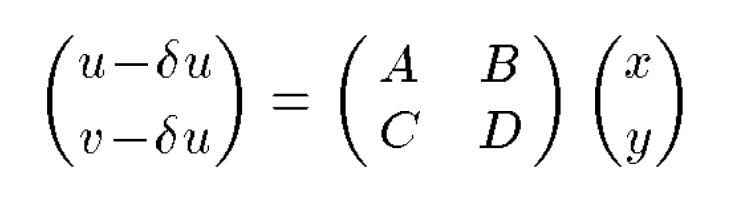 u−δu A B x
= 
v−δu C D y